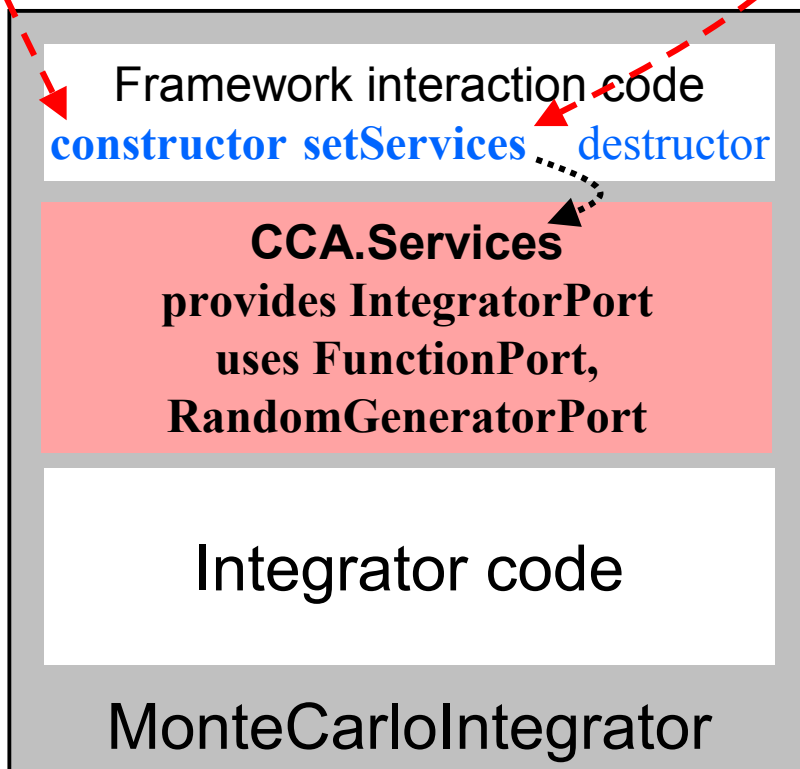 Framework interaction code
constructor setServices destructor
CCA.Services
provides IntegratorPort
uses FunctionPort,
RandomGeneratorPort
Integrator code
MonteCarloIntegrator